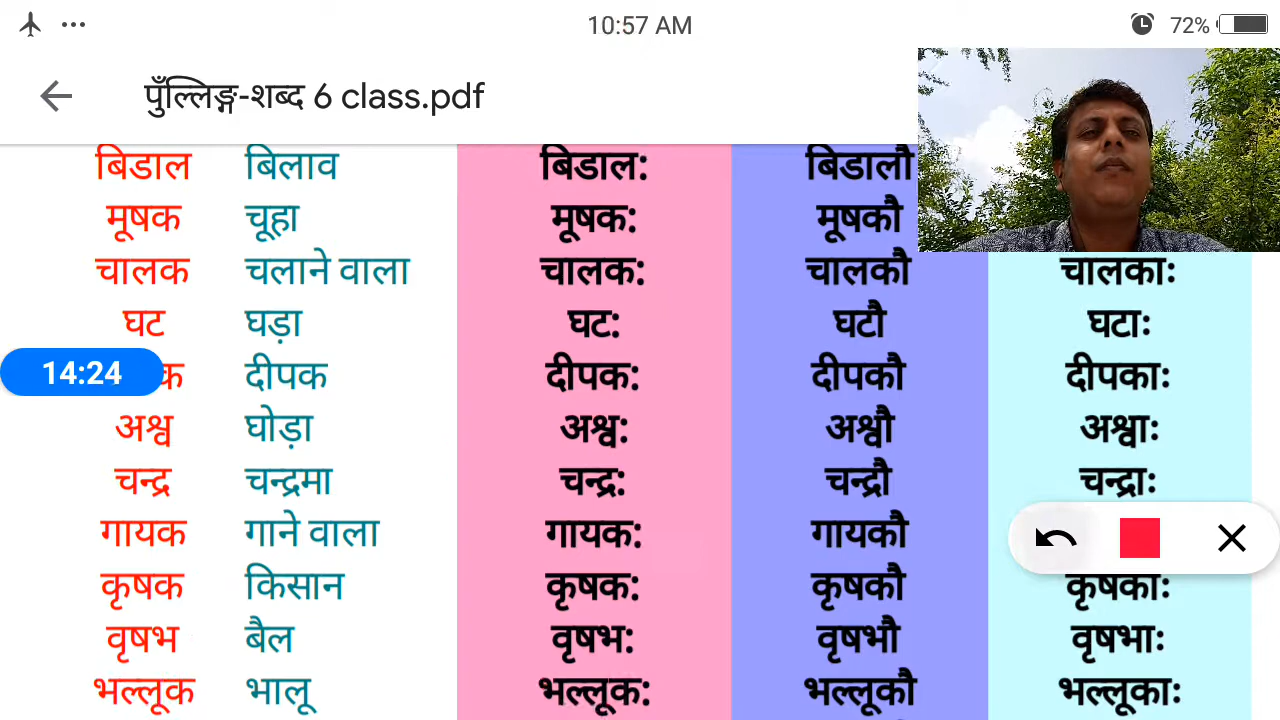 10:57 AM 72%
पुँल्लिङ्ग-शब्द 6 class.pdf
बिडाल बिलाव बिडाल: बिडालौ
मूषक चूहा मूषक: मूषकौ
चालक चलाने वाला चालक: चालकौ चालकाः
घट घड़ा घट: घटौ घटाः
14:24 क दीपक दीपक: दीपकौ दीपकाः
अश्व घोड़ा अश्व: अश्वौ अश्वाः
चन्द्र चन्द्रमा चन्द्र: चन्द्रौ चन्द्राः
गायक गाने वाला गायक: गायकौ
कृषक किसान कृषक: कृषकौ कृषकाः
वृषभ बैल वृषभ: वृषभौ वृषभाः
भल्लूक भालू भल्लूक: भल्लूकौ भल्लूकाः